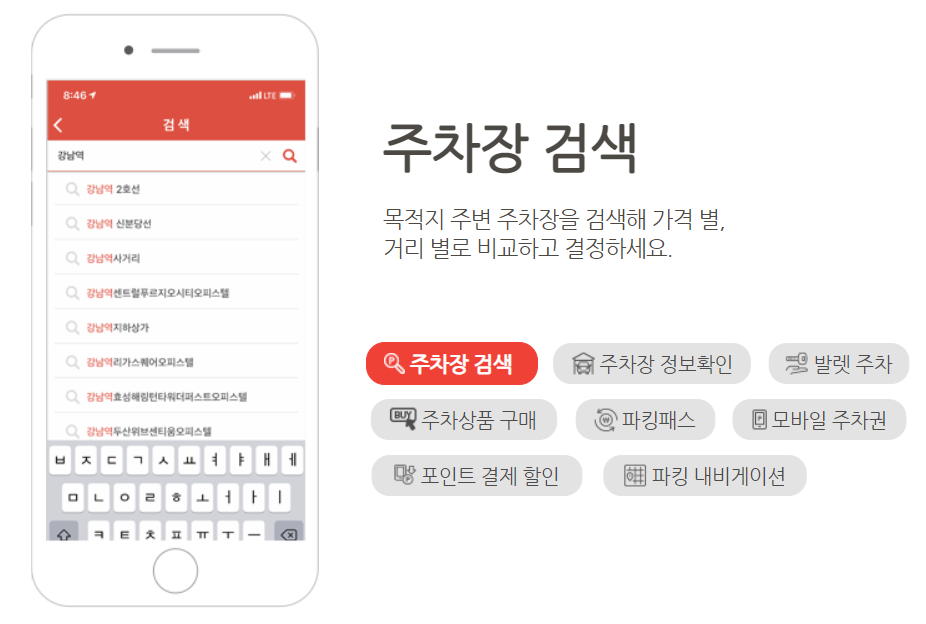 8:46
LTE
검색
강남역
강남역 2호선
강남역 신분당선
강남역사거리
강남역센트럴푸르지오시티오피스텔
강남역지하상가
강남역리가스퀘어오피스텔
강남역효성해링턴타워더퍼스트오피스텔
강남역두산위브센티움오피스텔
ㅂ ㅈ ㄷ ㄱ ㅅ ㅛ ㅕ ㅑ ㅐ ㅔ
ㅁ ㄴ ㅇ ㄹ ㅎ ㅗ ㅓ ㅏ ㅣ
ㅋ ㅌ ㅊ ㅍ ㅠ ㅜ ㅡ
주차장 검색
목적지 주변 주차장을 검색해 가격 별,
거리 별로 비교하고 결정하세요.
P 주차장 검색 주차장 정보확인 발렛 주차
BUY 주차상품 구매 ₩ 파킹패스 P 모바일 주차권
P 포인트 결제 할인 파킹 내비게이션